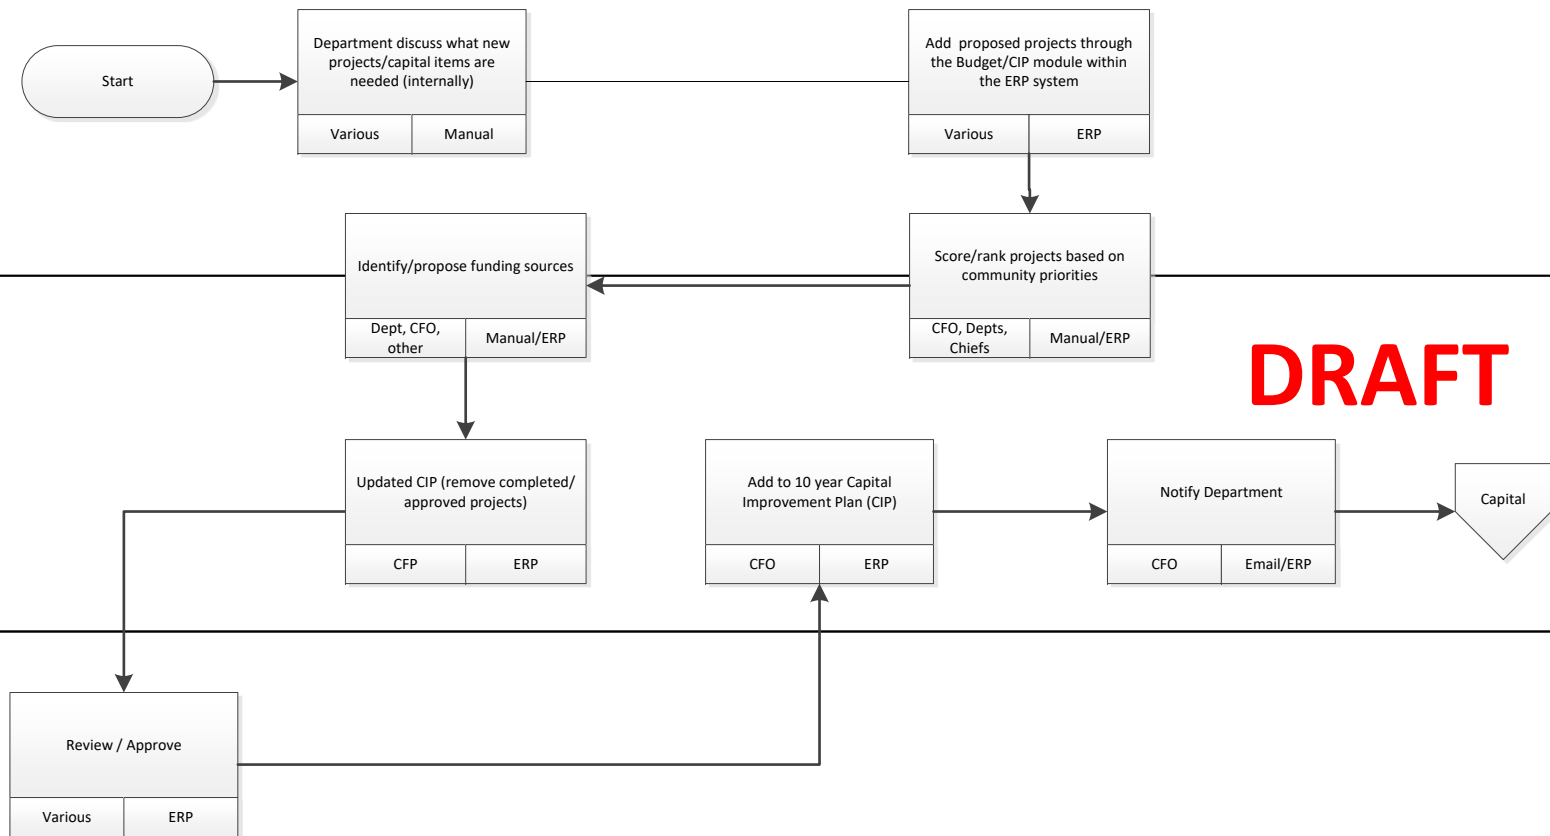 Start
Department discuss what new
projects/capital items are
needed (internally)
Various
Manual
Add proposed projects through
the Budget/CIP module within
the ERP system
Various
ERP
Identify/propose funding sources
Dept, CFO,
other
Manual/ERP
Score/rank projects based on
community priorities
CFO, Depts,
Chiefs
Manual/ERP
DRAFT
Updated CIP (remove completed/
approved projects)
CFP
ERP
Add to 10 year Capital
Improvement Plan (CIP)
CFO
ERP
Notify Department
CFO
Email/ERP
Capital
Review / Approve
Various
ERP